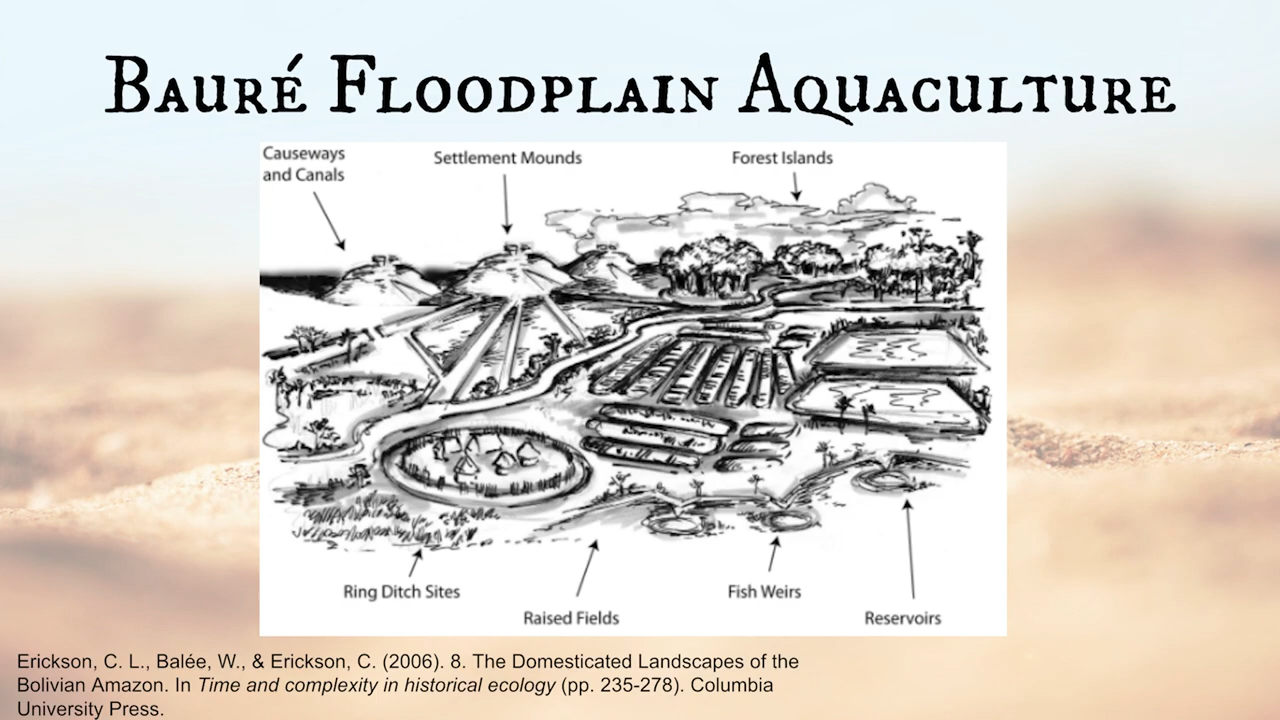 Bauré Floodplain Aquaculture
Causeways
and Canals
Settlement Mounds
Forest Islands
Ring Ditch Sites
Raised Fields
Fish Weirs
Reservoirs
Erickson, C. L., Balée, W., & Erickson, C. (2006). 8. The Domesticated Landscapes of the
Bolivian Amazon. In Time and complexity in historical ecology (pp. 235-278). Columbia
University Press.